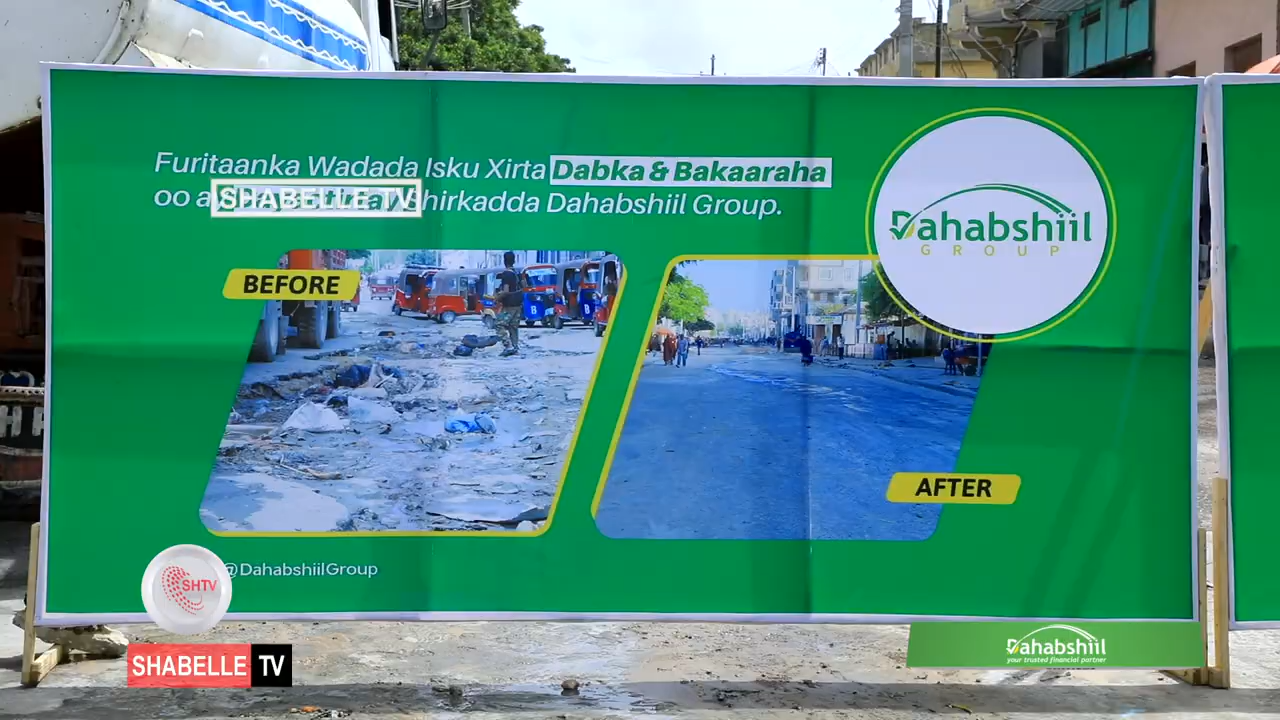 Furitaanka Wadada Isku Xirta Dabka & Bakaaraha
oo a
SHABELLE TV
shirkadda Dahabshiil Group.
Dahabshiil
GROUP
BEFORE
B
AFTER
@DahabshiilGroup
SHTV
SHABELLE TV
Dahabshiil
your trusted financial partner